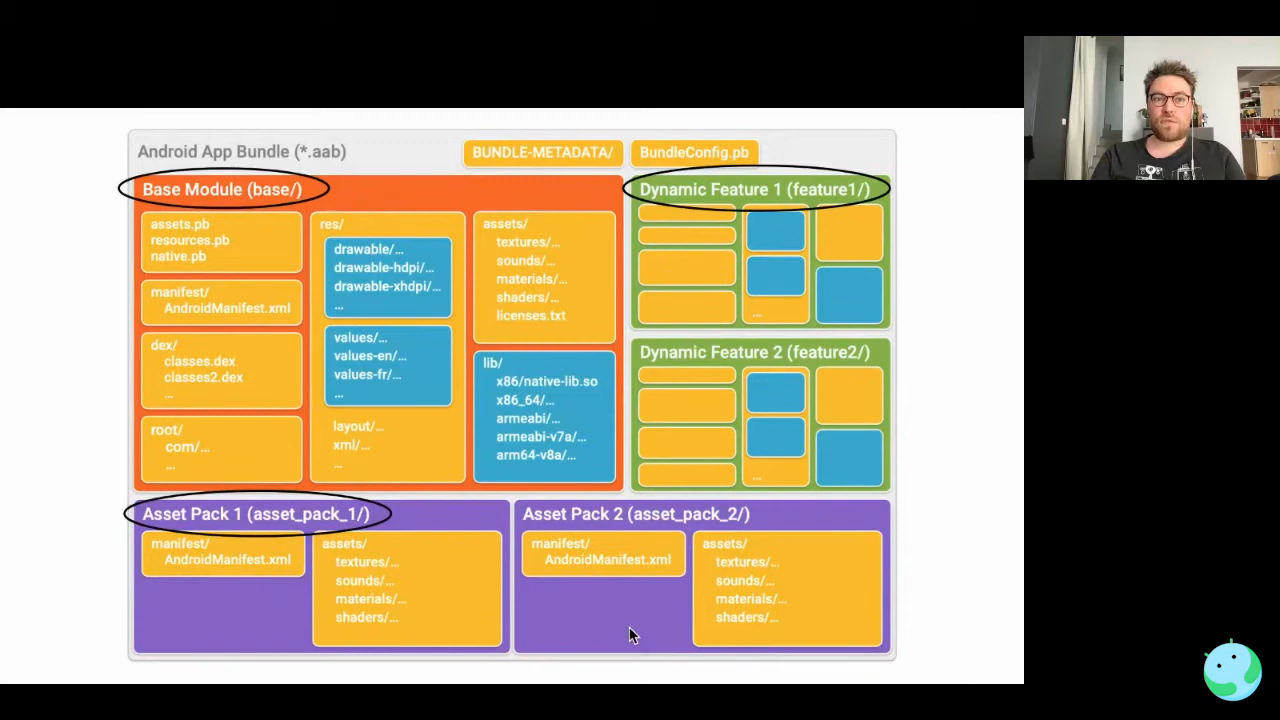 Android App Bundle (*.aab)
BUNDLE-METADATA/
BundleConfig.pb
Base Module (base/)
assets.pb
resources.pb
native.pb
manifest/
AndroidManifest.xml
dex/
classes.dex
classes2.dex
...
root/
com/...
...
res/
drawable/...
drawable-hdpi/...
drawable-xhdpi/...
...
values/...
values-en/...
values-fr/...
...
layout/...
xml/...
...
assets/
textures/...
sounds/...
materials/...
shaders/...
licenses.txt
lib/
x86/native-lib.so
x86_64/...
armeabi/...
armeabi-v7a/...
arm64-v8a/...
Dynamic Feature 1 (feature1/)
...
Dynamic Feature 2 (feature2/)
...
Asset Pack 1 (asset_pack_1/)
manifest/
AndroidManifest.xml
assets/
textures/...
sounds/...
materials/...
shaders/...
Asset Pack 2 (asset_pack_2/)
manifest/
AndroidManifest.xml
assets/
textures/...
sounds/...
materials/...
shaders/...